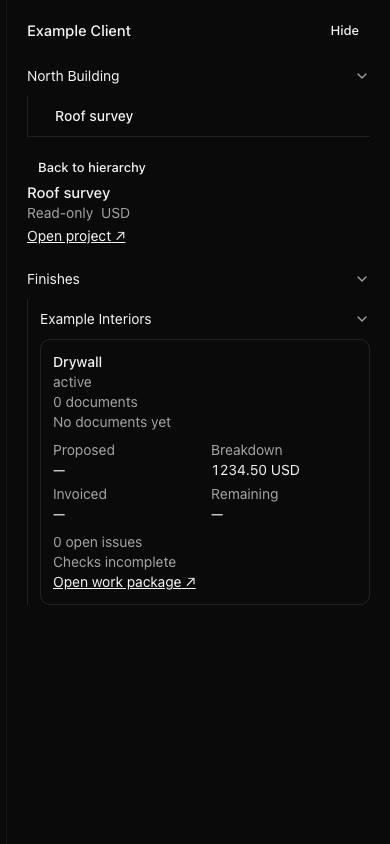 Example Client
Hide
North Building
Roof survey
Back to hierarchy
Roof survey
Read-only USD
Open project ↗
Finishes
Example Interiors
Drywall
active
0 documents
No documents yet
Proposed
Breakdown
—
1234.50 USD
Invoiced
Remaining
—
—
0 open issues
Checks incomplete
Open work package ↗